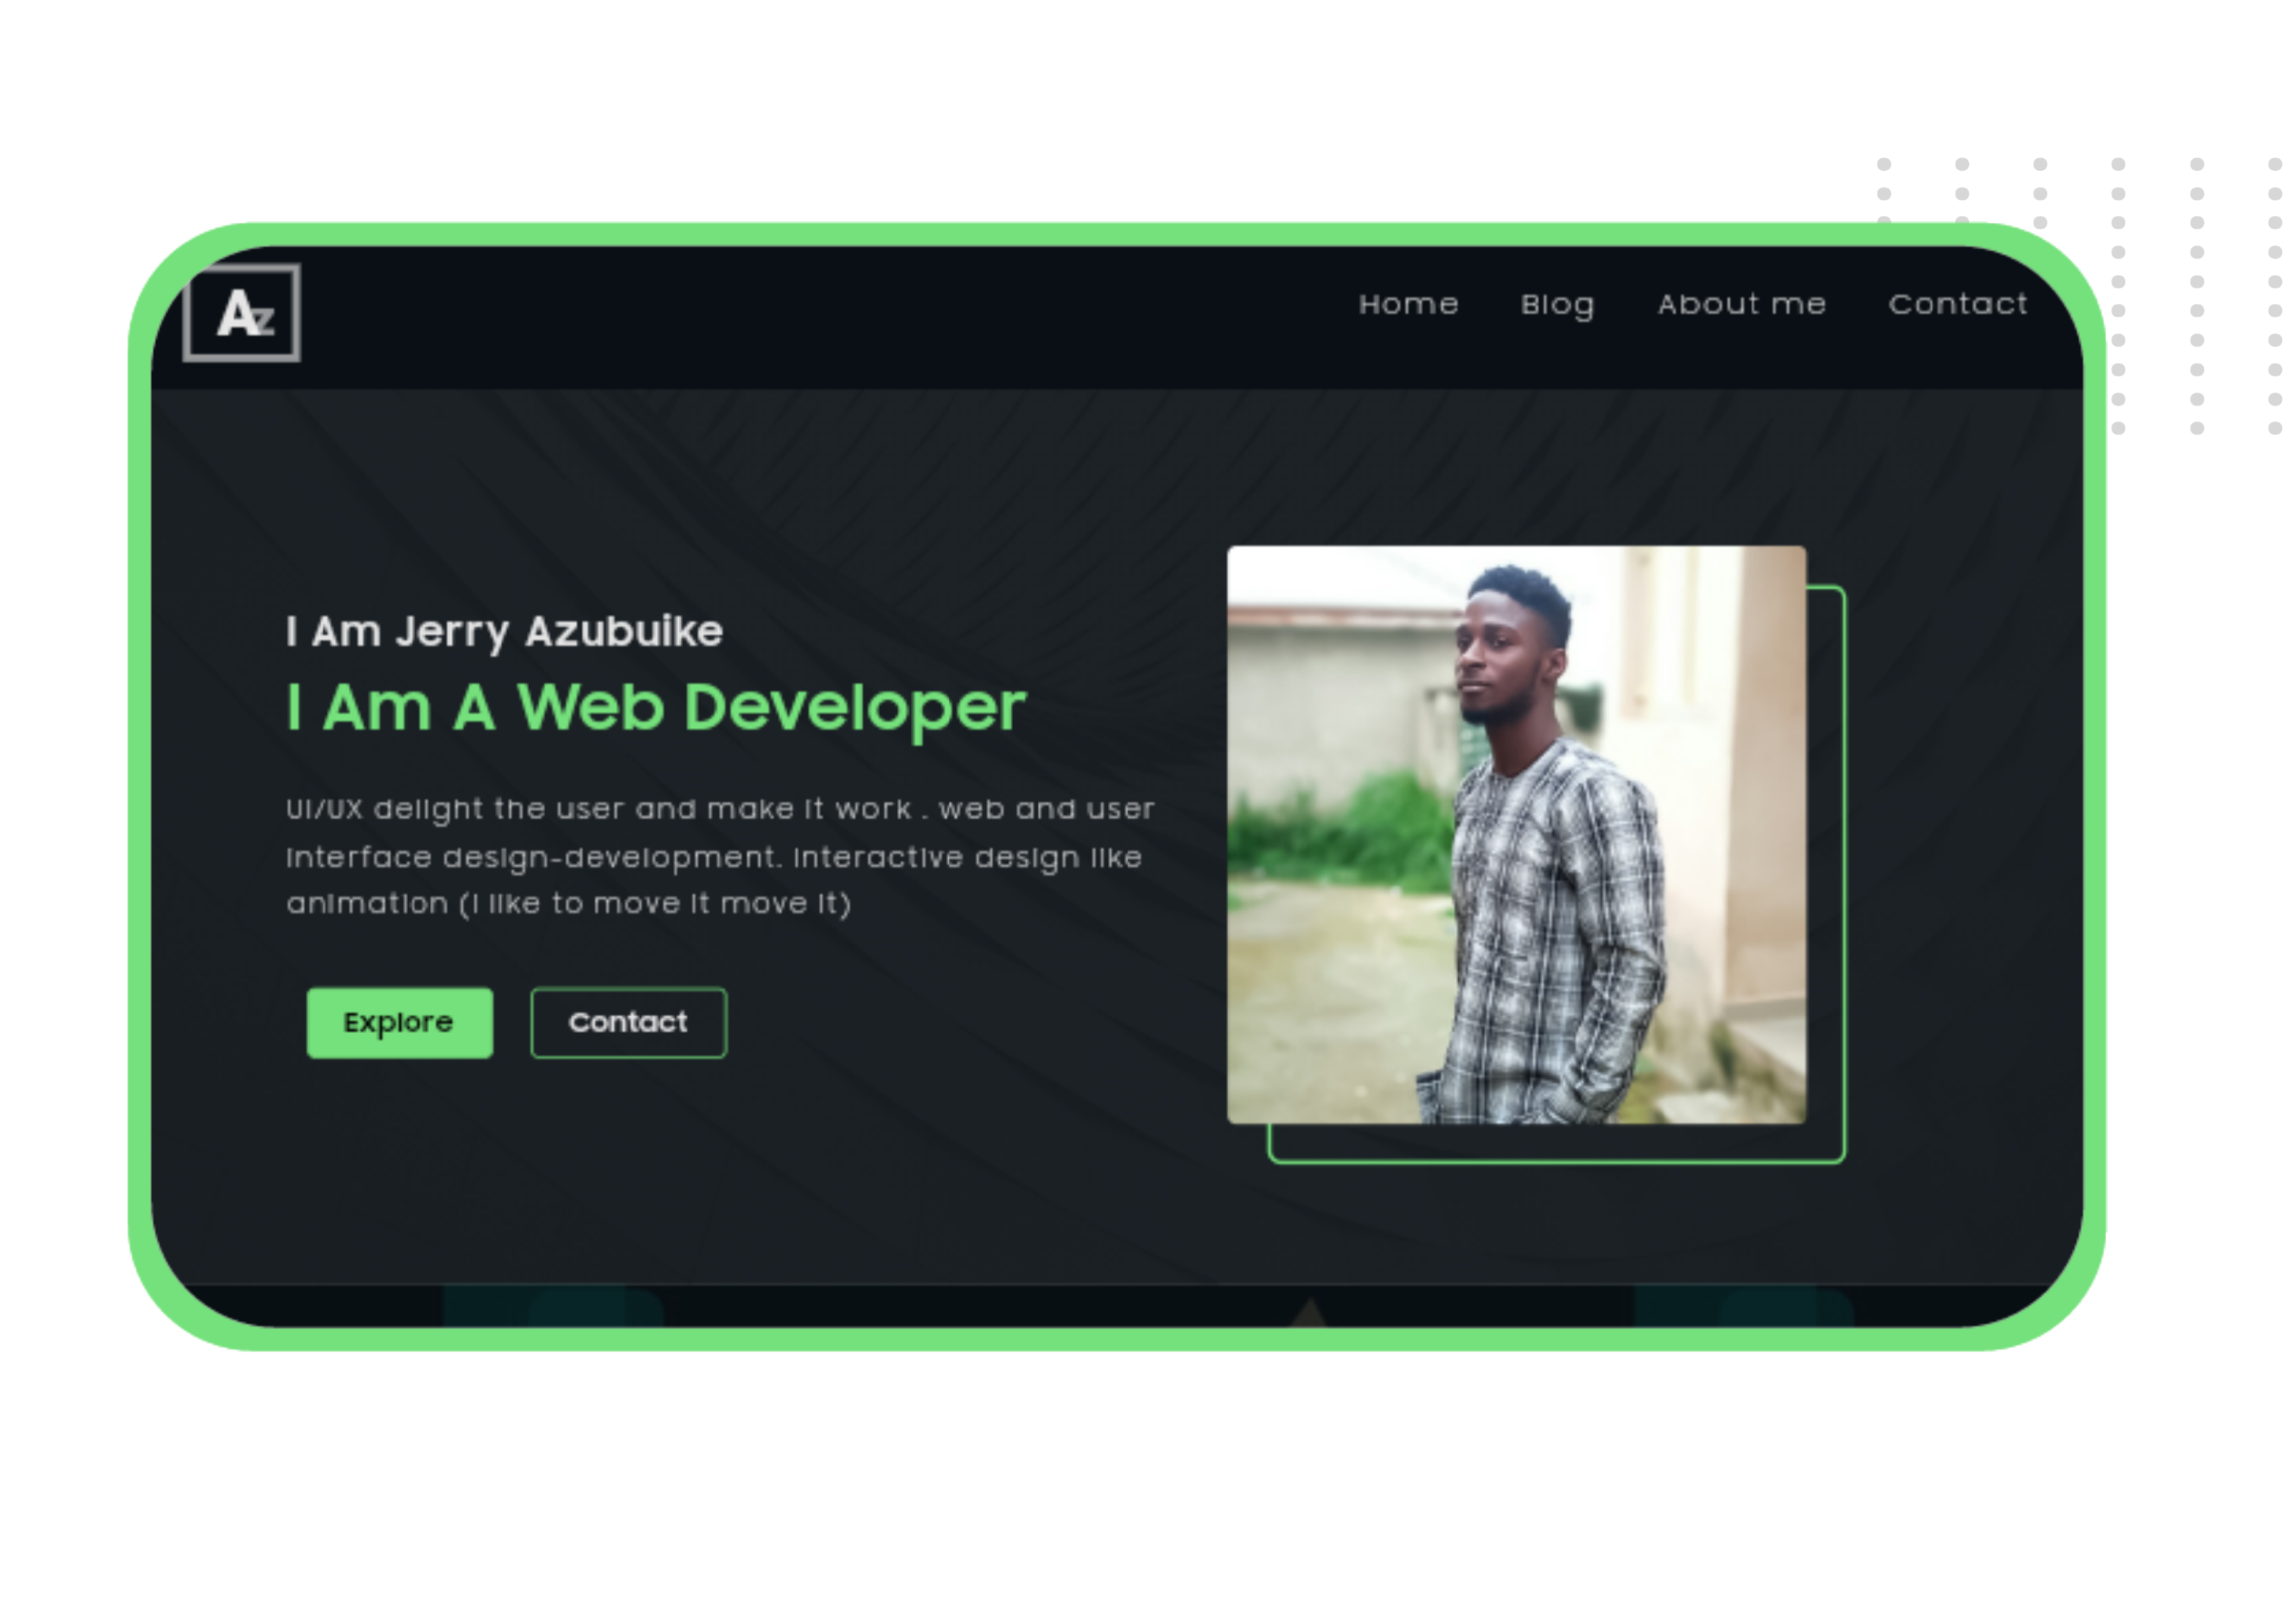 Az
Home Blog About me Contact
I Am Jerry Azubuike
I Am A Web Developer
UI/UX delight the user and make it work . web and user
interface design-development. Interactive design like
animation (I like to move it move it)
Explore Contact